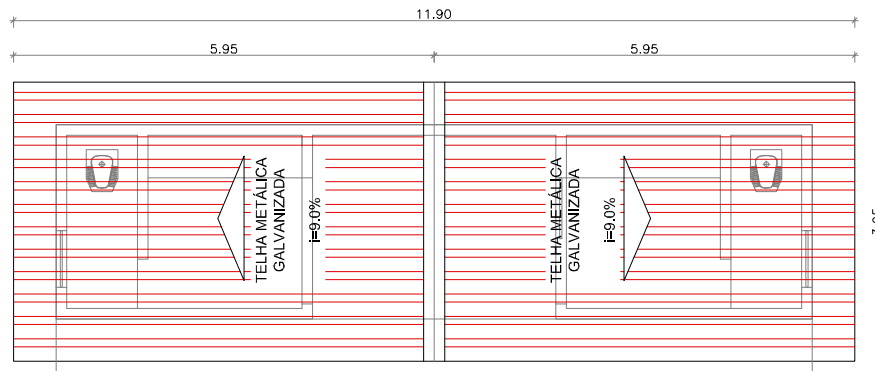 11.90
5.95
5.95
TELHA METÁLICA
GALVANIZADA
i=9.0%
TELHA METÁLICA
GALVANIZADA
i=9.0%